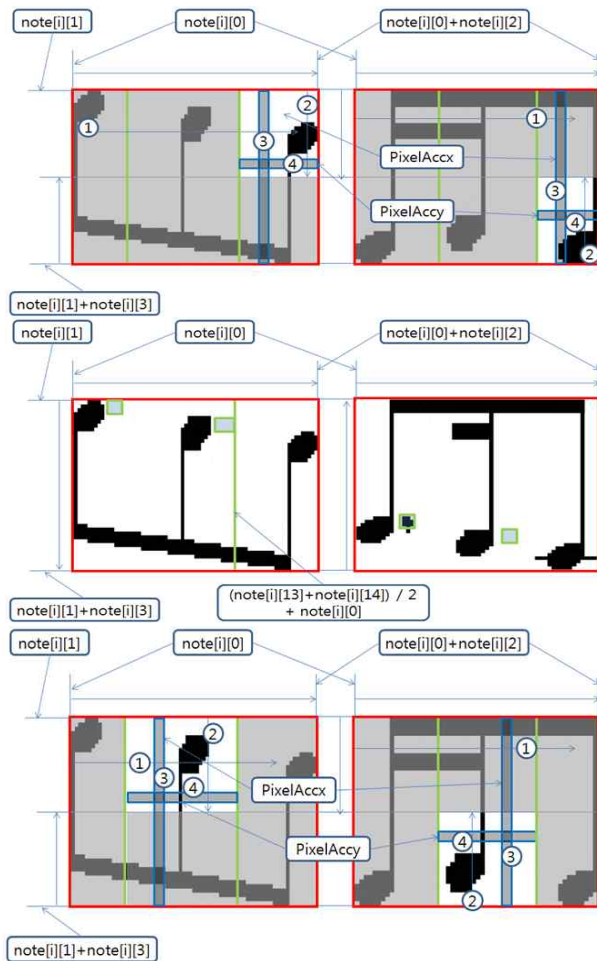 note[i][1]
note[i][0]
note[i][0]+note[i][2]
①
②
③
④
①
③
④
②
PixelAccx
PixelAccy
note[i][1]+note[i][3]
note[i][1]
note[i][0]
note[i][0]+note[i][2]
note[i][1]+note[i][3]
(note[i][13]+note[i][14]) / 2
+ note[i][0]
note[i][1]
note[i][0]
note[i][0]+note[i][2]
②
①
③
④
①
PixelAccx
PixelAccy
④
③
②
note[i][1]+note[i][3]